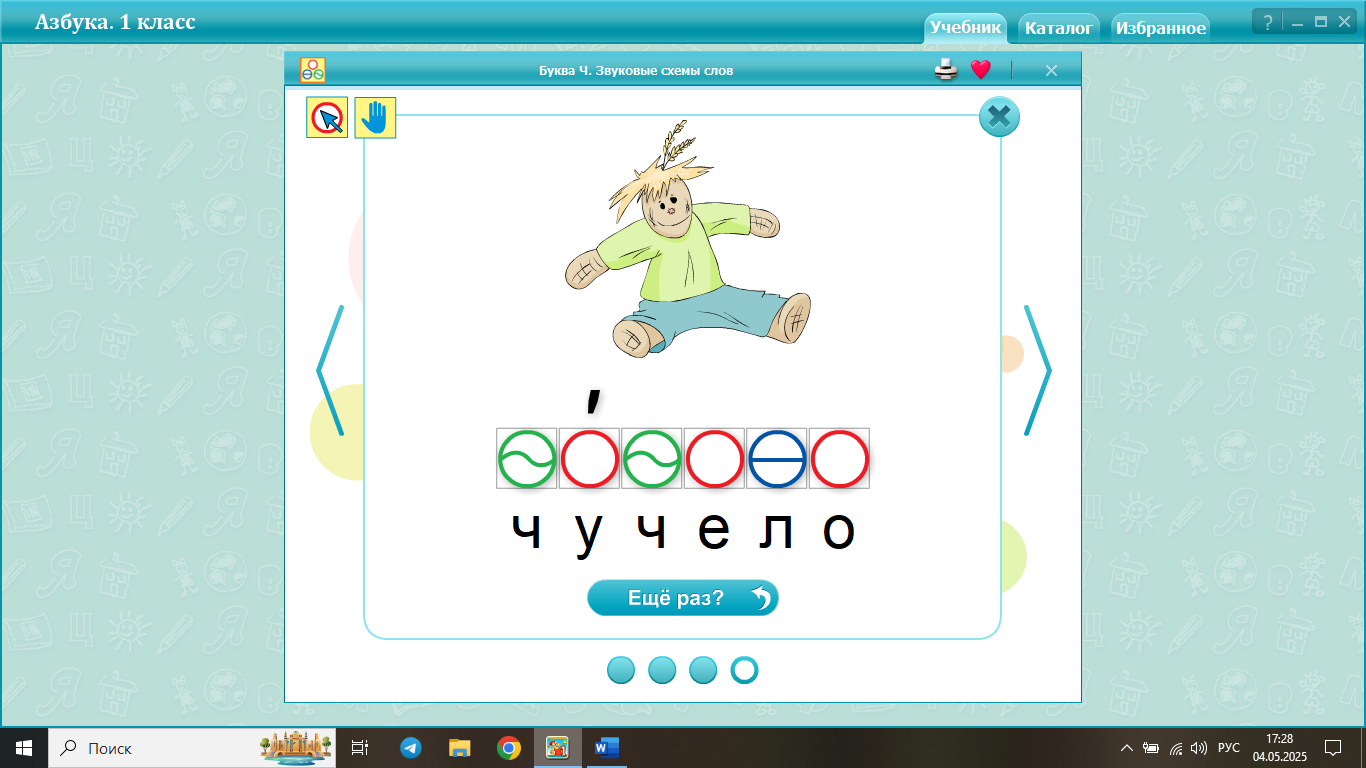 Азбука. 1 класс
Учебник Каталог Избранное
?
Буква Ч. Звуковые схемы слов
чучело
Ещё раз?
Поиск
W
РУС
17:28
04.05.2025